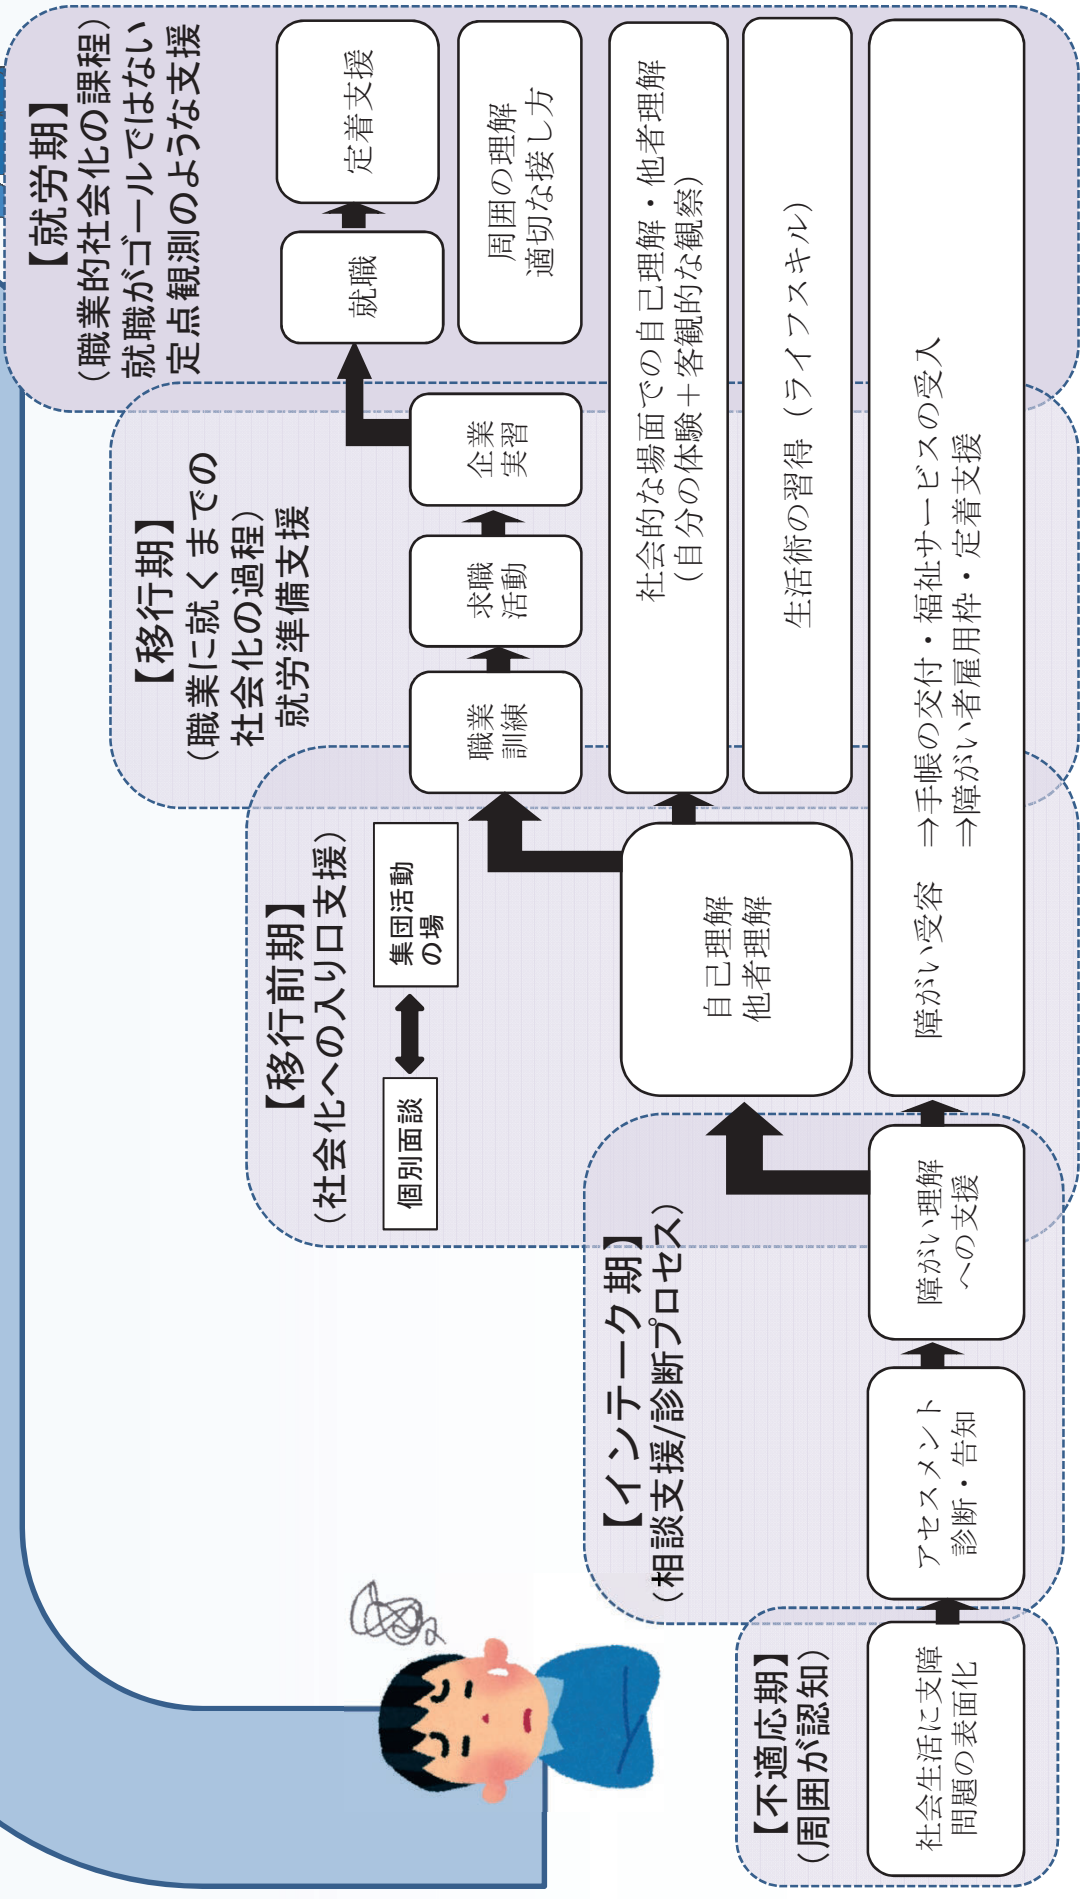 【不適応期】
(周囲が認知)
社会生活に支障
問題の表面化
【インテーク期】
(相談支援/診断プロセス)
アセスメント
診断・告知
障がい理解
への支援
【移行前期】
(社会化への入り口支援)
個別面談
集団活動
の場
自己理解
他者理解
【移行期】
(職業に就くまでの
社会化の過程)
就労準備支援
職業
訓練
求職
活動
企業
実習
【就労期】
(職業的社会化の課程)
就職がゴールではない
定点観測のような支援
就職
定着支援
周囲の理解
適切な接し方
社会的な場面での自己理解・他者理解
(自分の体験＋客観的な観察)
生活術の習得（ライフスキル）
障がい受容　⇒手帳の交付・福祉サービスの受入
⇒障がい者雇用枠・定着支援